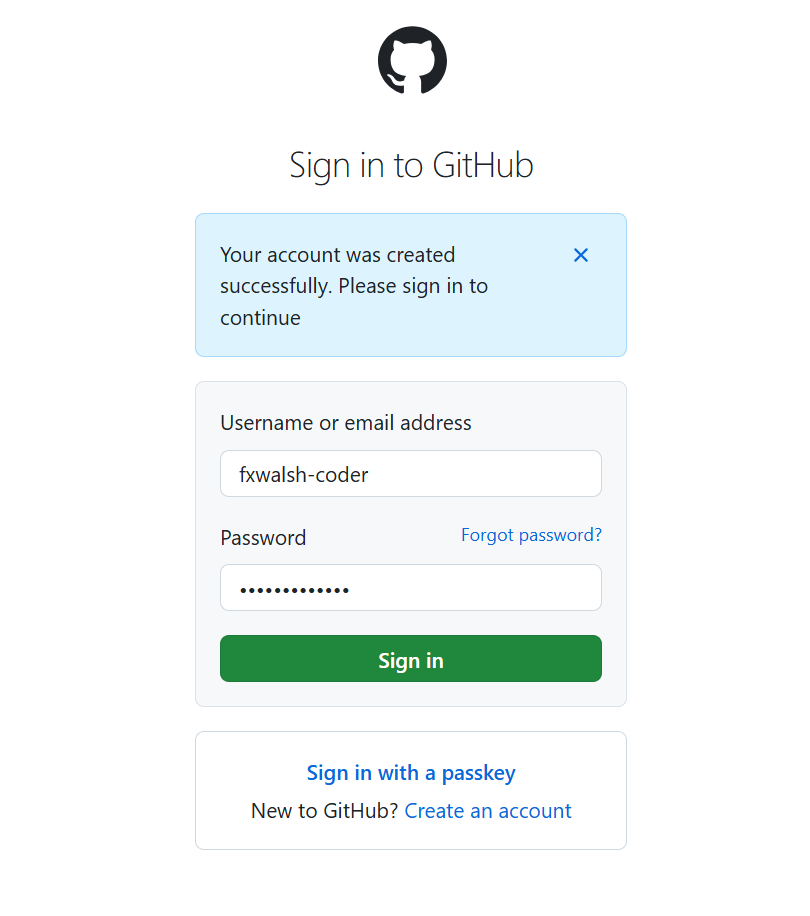 Sign in to GitHub
Your account was created
successfully. Please sign in to
continue
Username or email address
fxwalsh-coder
Password
Forgot password?
•••••••••••••
Sign in
Sign in with a passkey
New to GitHub? Create an account